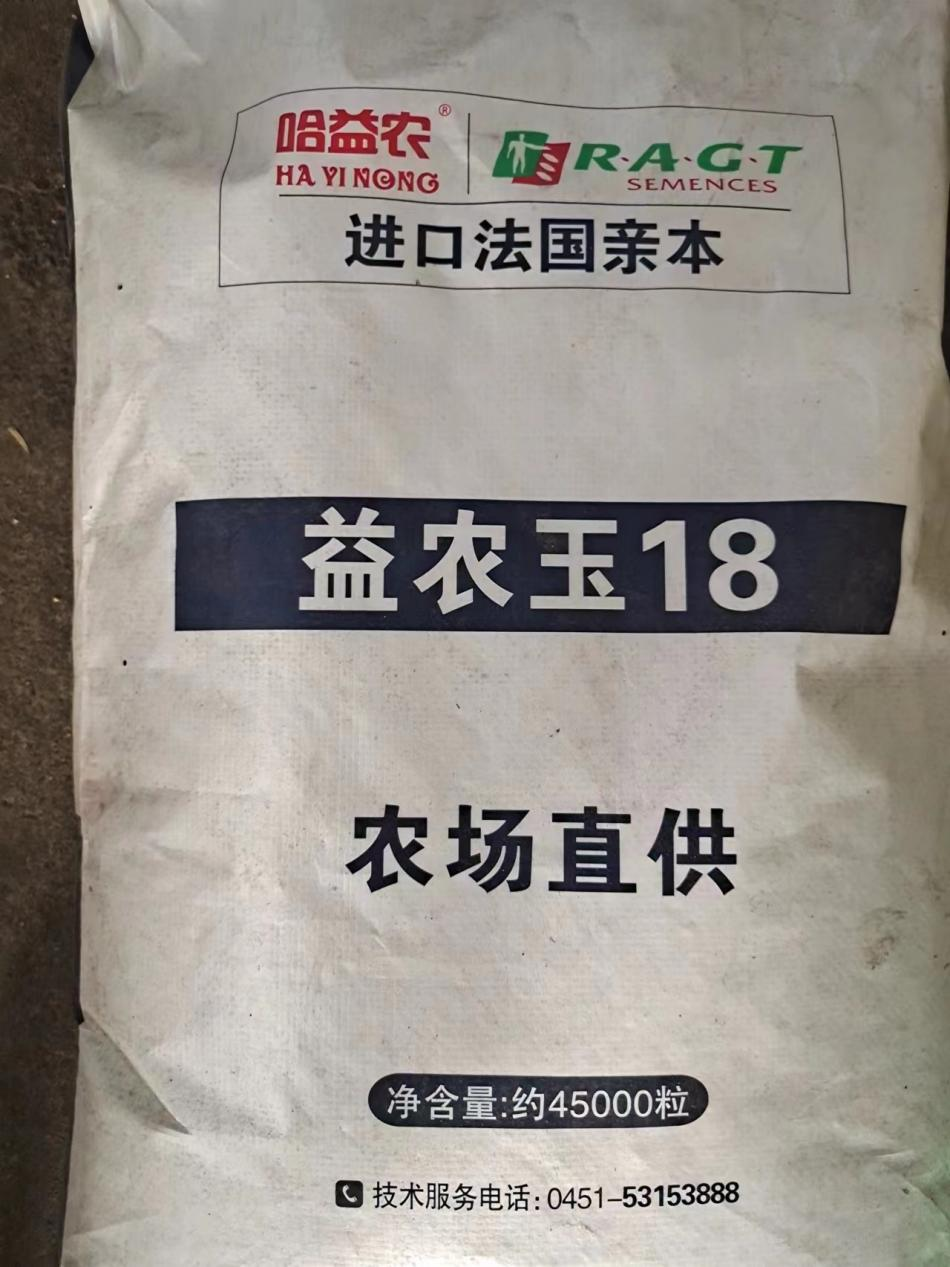 哈益农®
HA YI NONG
R·A·G·T
SEMENCES
进口法国亲本
益农玉18
农场直供
净含量:约45000粒
技术服务电话:0451-53153888